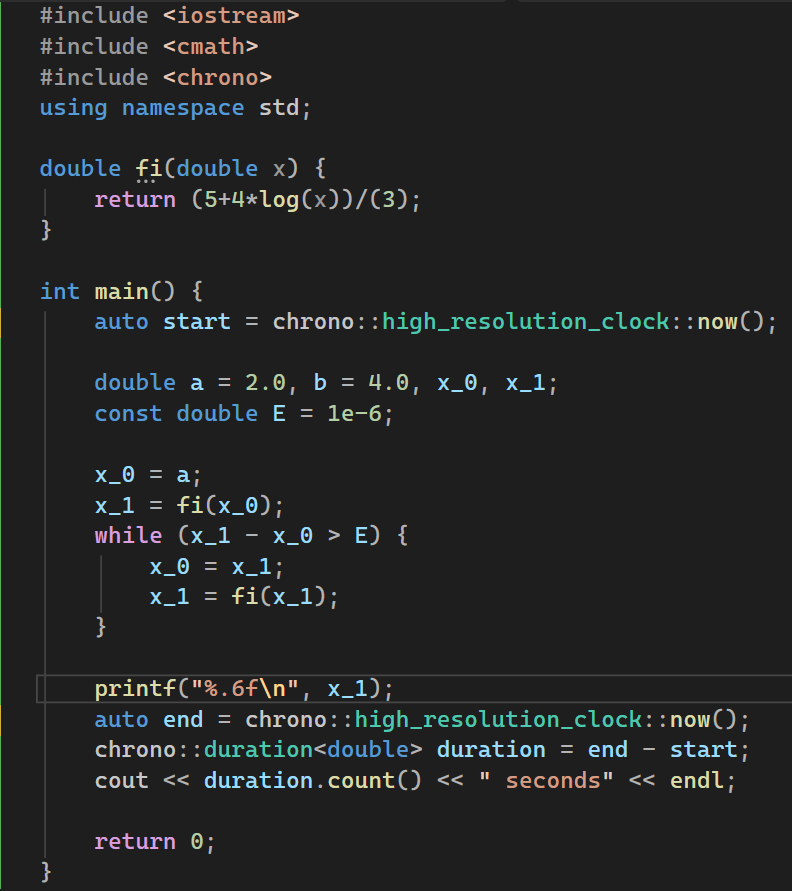 #include <iostream>
#include <cmath>
#include <chrono>
using namespace std;

double fi(double x) {
    return (5+4*log(x))/(3);
}

int main() {
    auto start = chrono::high_resolution_clock::now();

    double a = 2.0, b = 4.0, x_0, x_1;
    const double E = 1e-6;

    x_0 = a;
    x_1 = fi(x_0);
    while (x_1 - x_0 > E) {
        x_0 = x_1;
        x_1 = fi(x_1);
    }

    printf("%.6f\n", x_1);
    auto end = chrono::high_resolution_clock::now();
    chrono::duration<double> duration = end - start;
    cout << duration.count() << " seconds" << endl;

    return 0;
}